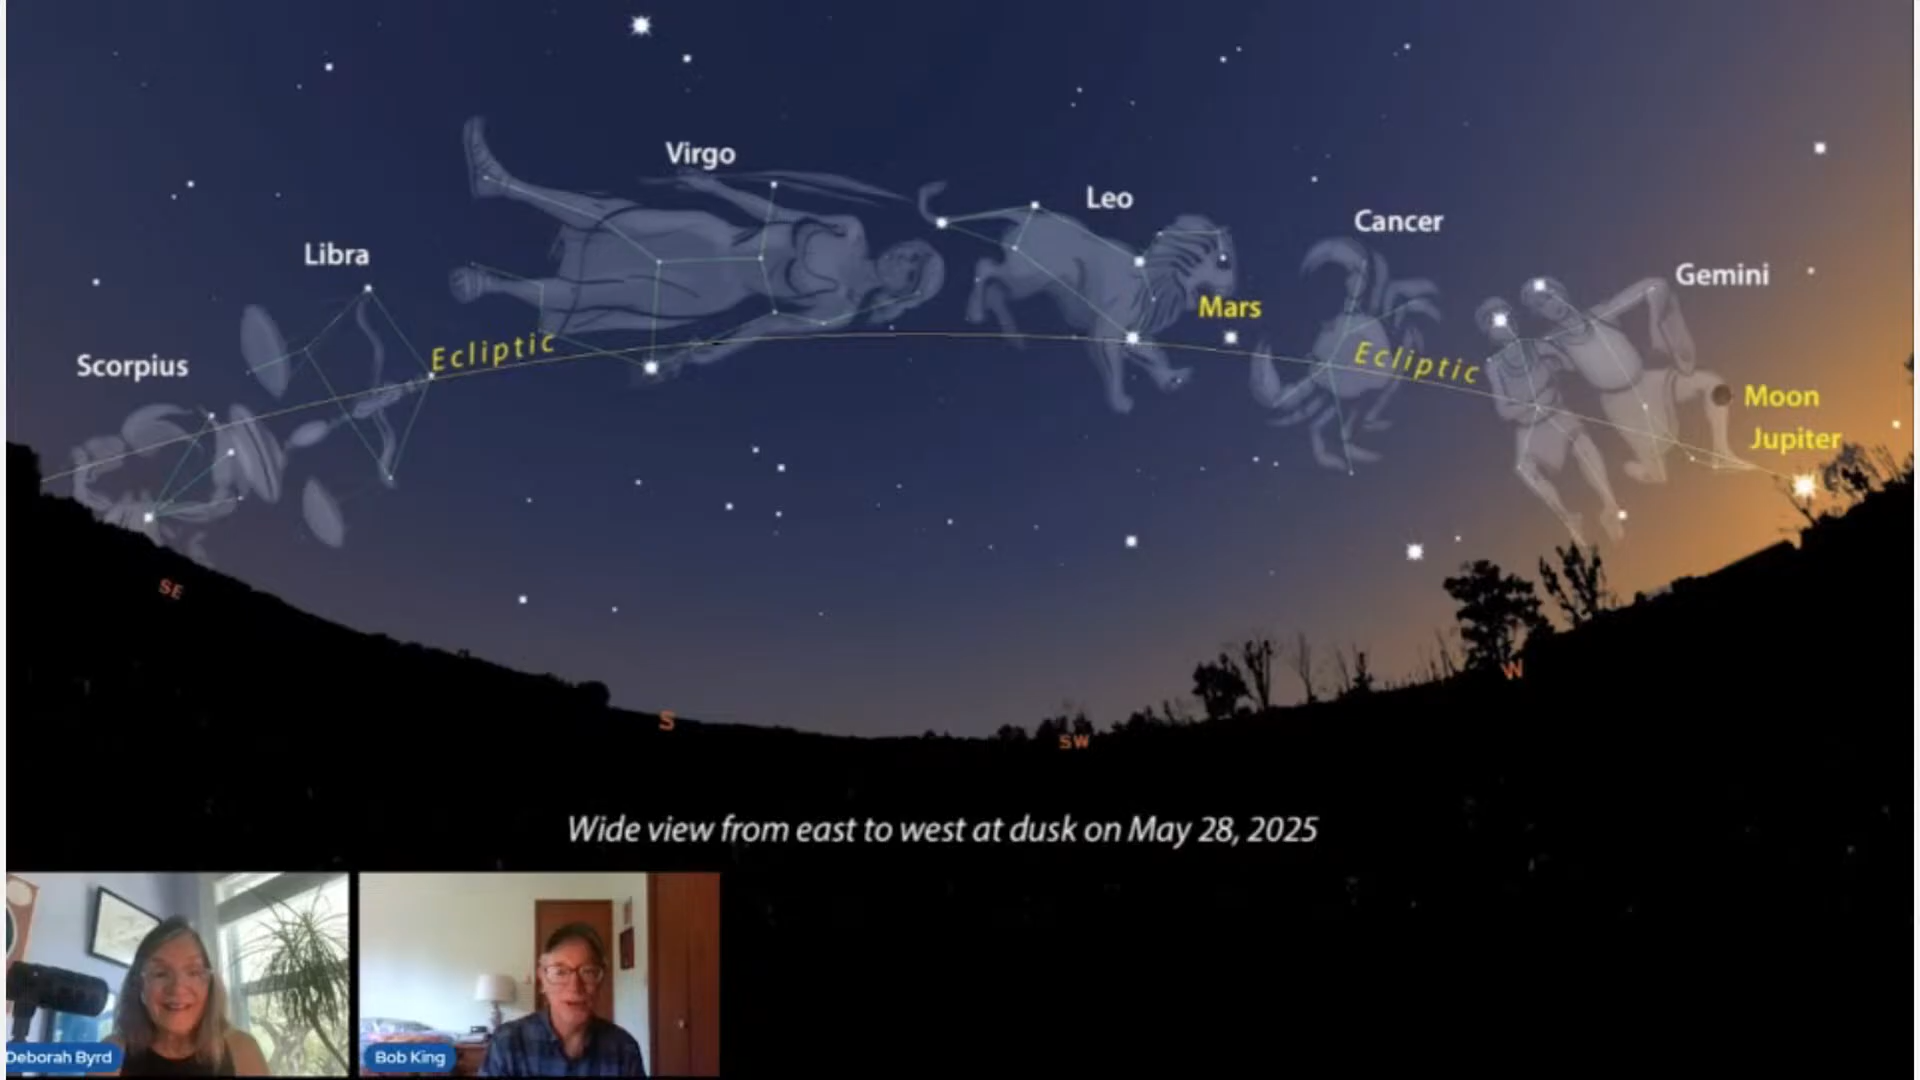 Virgo
Leo
Cancer
Libra
Gemini
Mars
Ecliptic
Ecliptic
Scorpius
Moon
Jupiter
SE
W
S
SW
Wide view from east to west at dusk on May 28, 2025
Deborah Byrd
Bob King